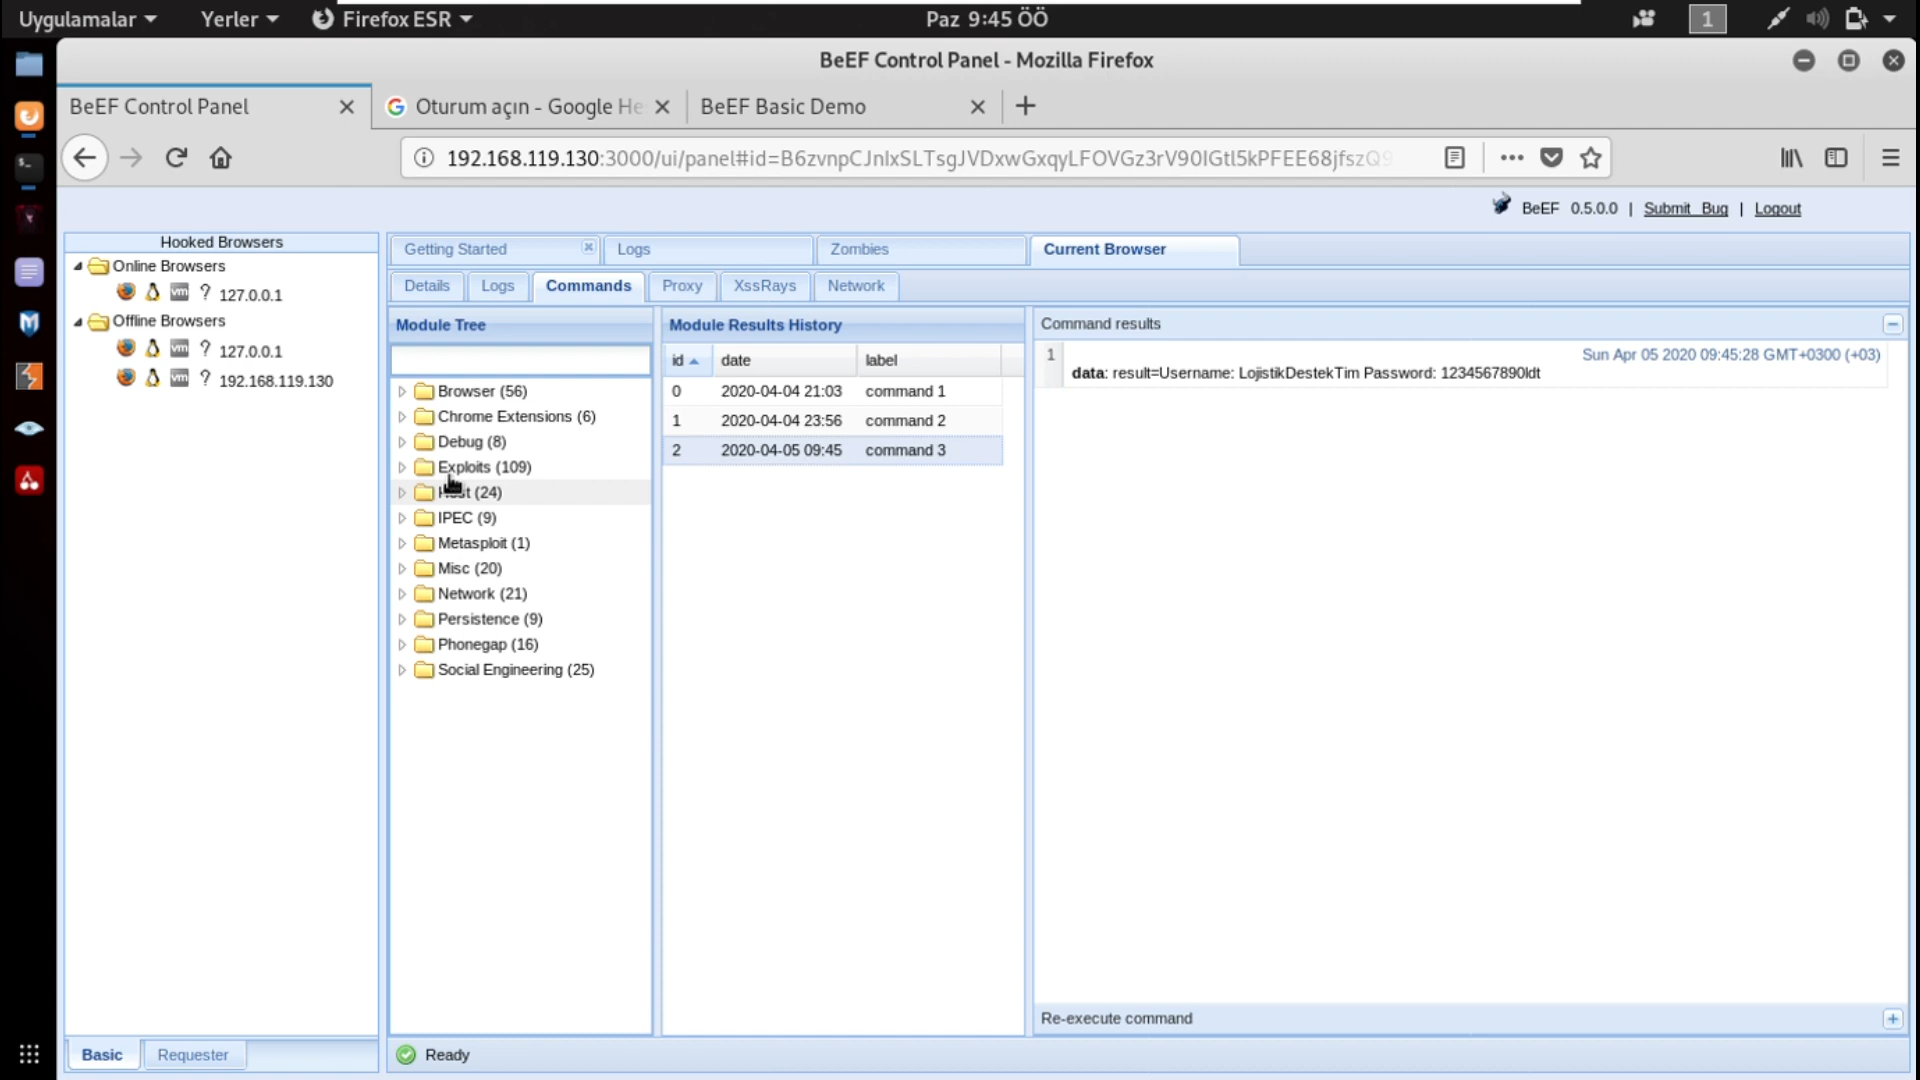 Uygulamalar Yerler Firefox ESR Paz 9:45 ÖÖ 1
BeEF Control Panel - Mozilla Firefox
BeEF Control Panel Oturum açın - Google He BeEF Basic Demo
192.168.119.130:3000/ui/panel#id=B6zvnpCJnIxSLTsgJVDxwGxqyLFOVGz3rV90IGtl5kPFEE68jfszQ9
BeEF 0.5.0.0 | Submit Bug | Logout
Hooked Browsers
Online Browsers
? 127.0.0.1
Offline Browsers
? 127.0.0.1
? 192.168.119.130
Basic Requester
Getting Started Logs Zombies Current Browser
Details Logs Commands Proxy XssRays Network
Module Tree
Browser (56)
Chrome Extensions (6)
Debug (8)
Exploits (109)
(24)
IPEC (9)
Metasploit (1)
Misc (20)
Network (21)
Persistence (9)
Phonegap (16)
Social Engineering (25)
Module Results History
id date label
0 2020-04-04 21:03 command 1
1 2020-04-04 23:56 command 2
2 2020-04-05 09:45 command 3
Command results
1 Sun Apr 05 2020 09:45:28 GMT+0300 (+03)
data: result=Username: LojistikDestekTim Password: 1234567890ldt
Re-execute command
Ready